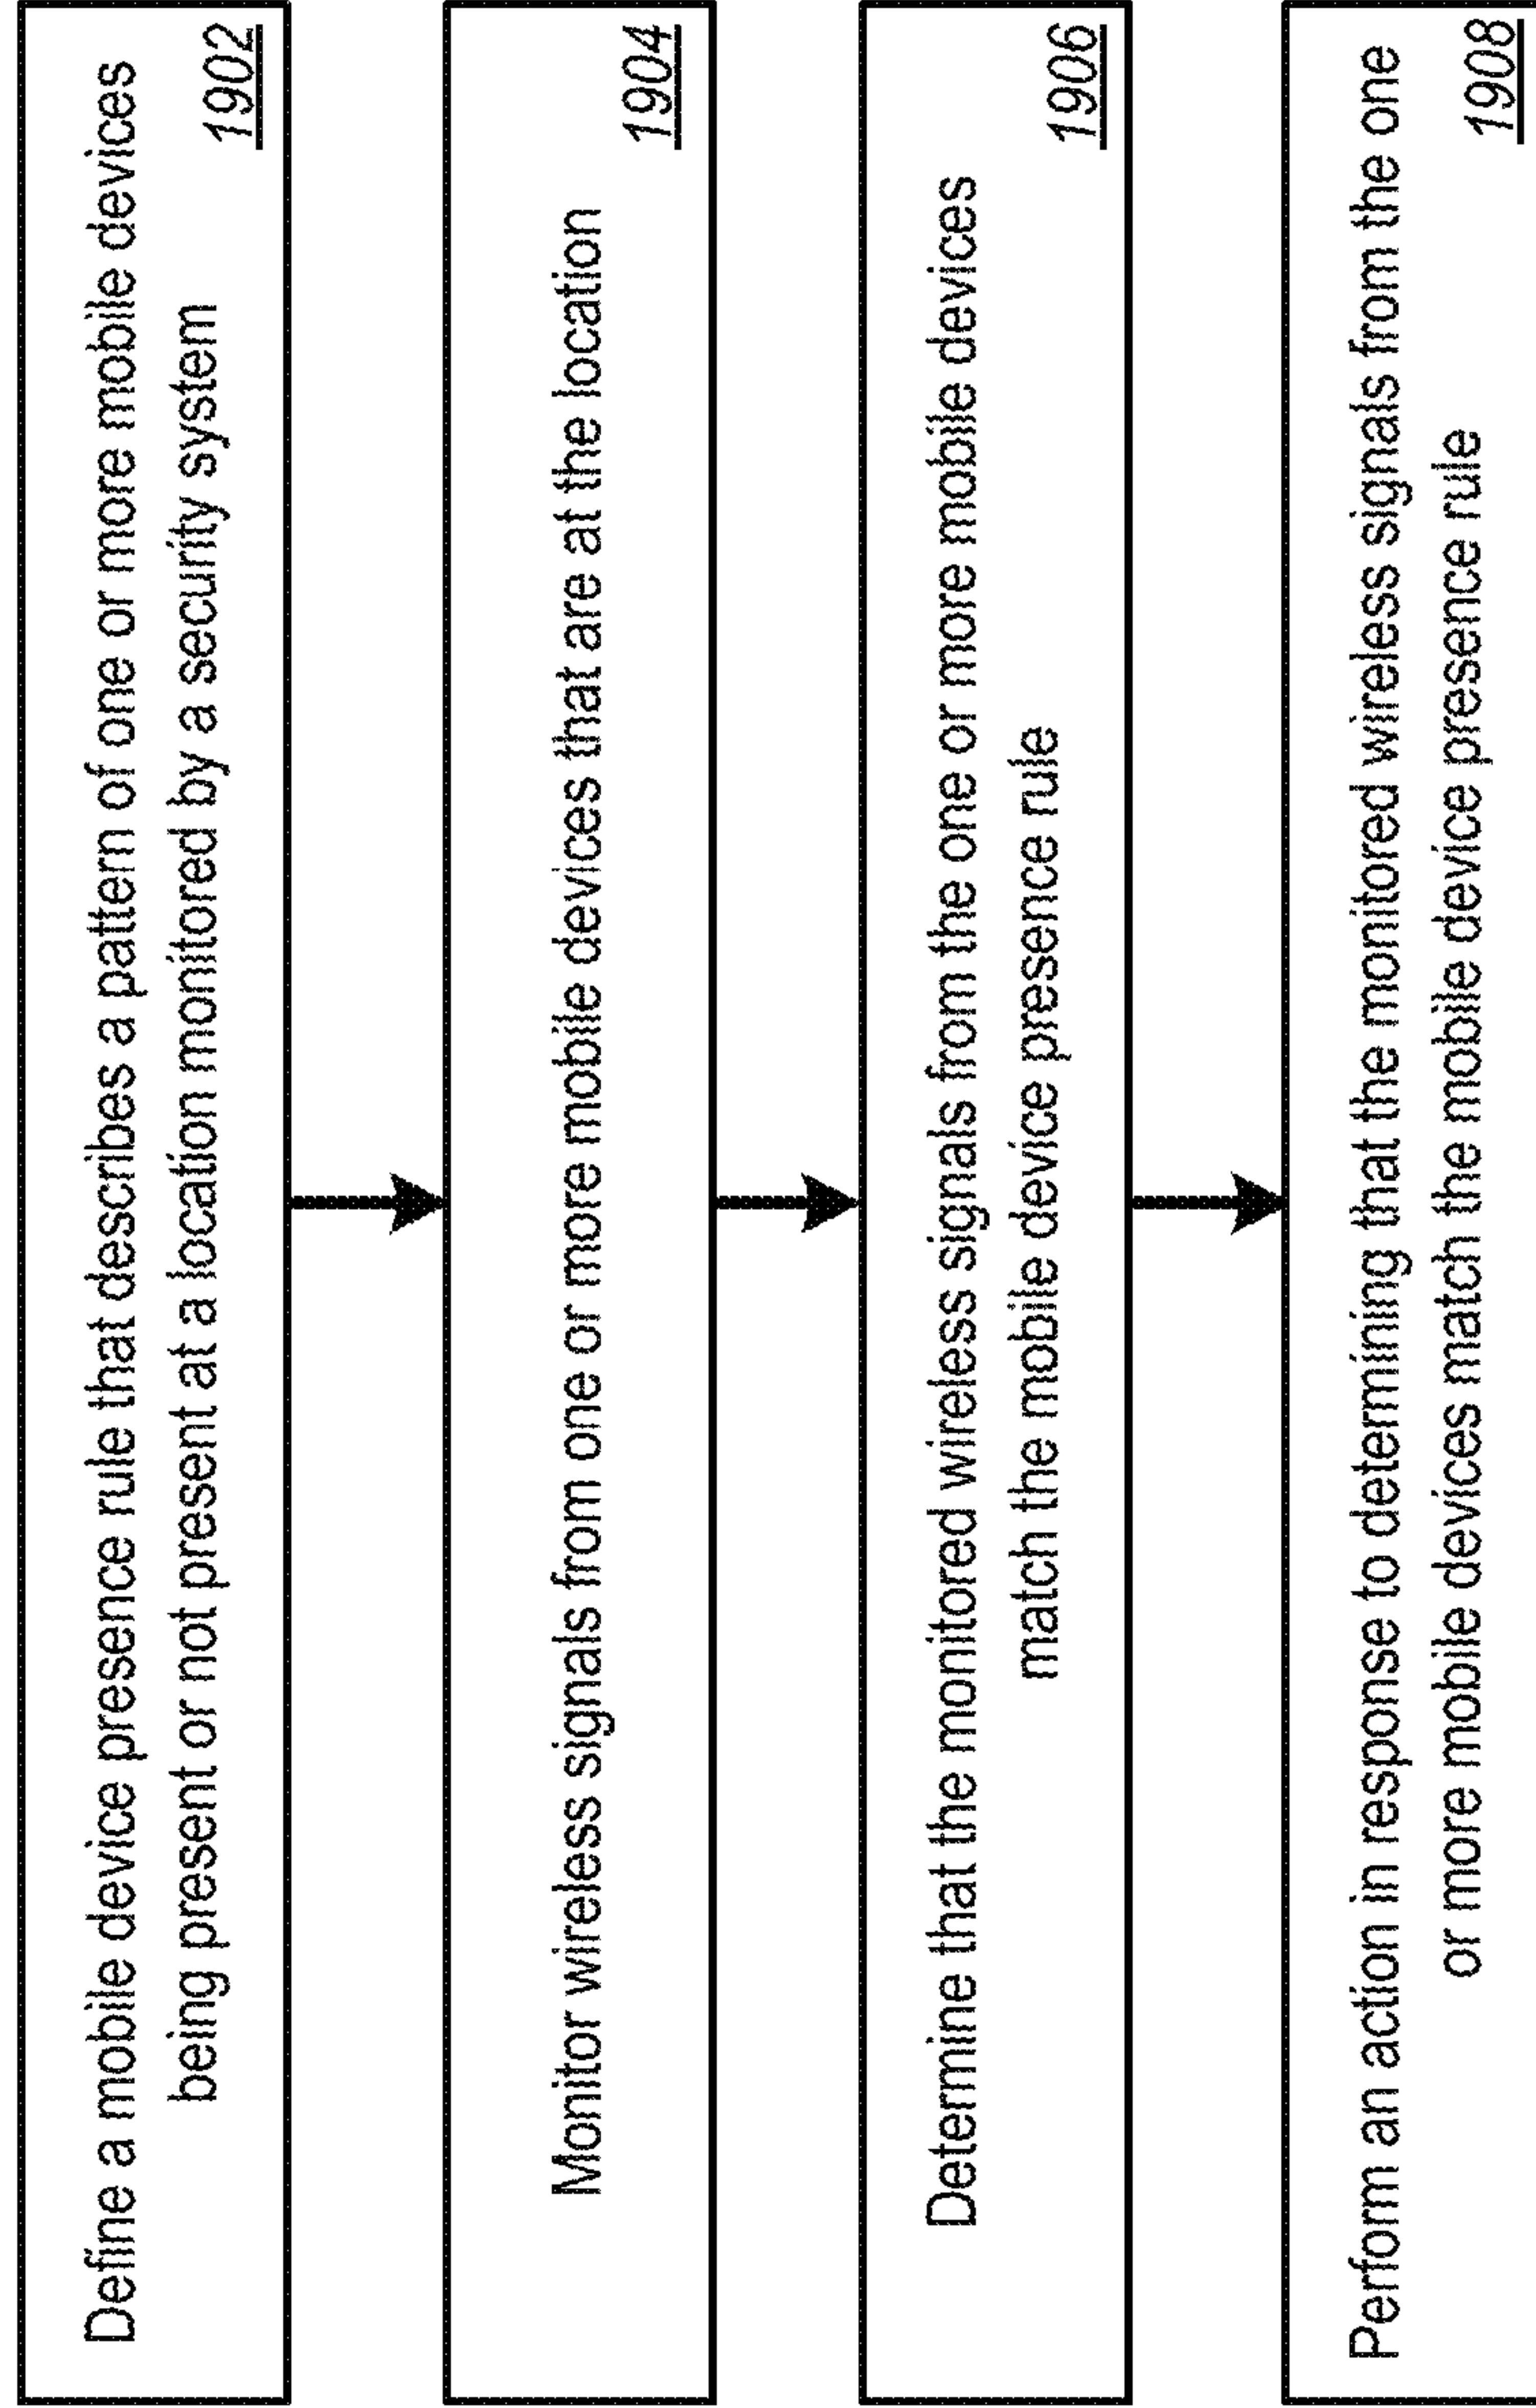 Define a mobile device presence rule that describes a pattern of one or more mobile devices
being present or not present at a location monitored by a security system
1902
Monitor wireless signals from one or more mobile devices that are at the location
1904
Determine that the monitored wireless signals from the one or more mobile devices
match the mobile device presence rule
1906
Perform an action in response to determining that the monitored wireless signals from the one
or more mobile devices match the mobile device presence rule
1908